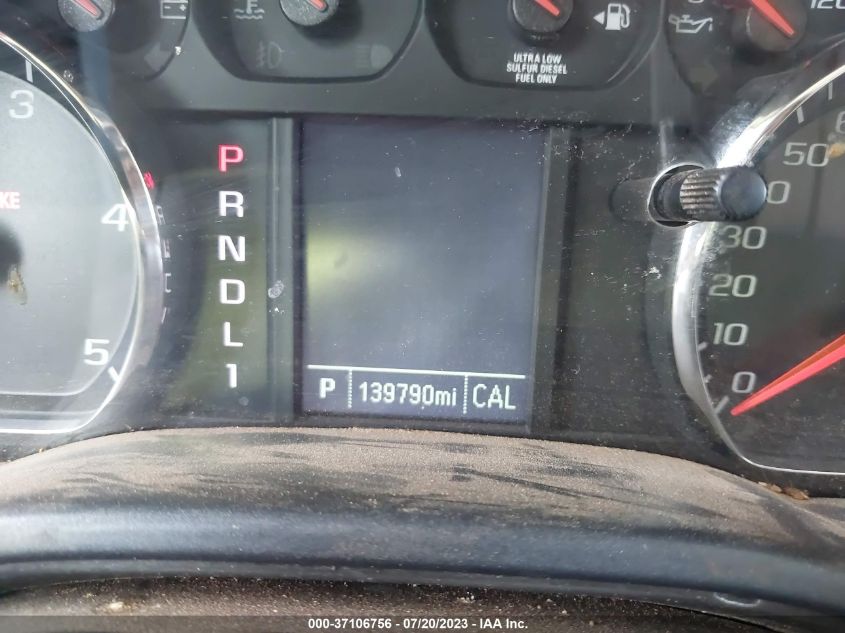 120
ULTRA LOW
SULFUR DIESEL
FUEL ONLY
3
4
5
P
R
N
D
L
1
50
30
20
10
0
P 139790mi CAL
000-37106756 - 07/20/2023 - IAA Inc.